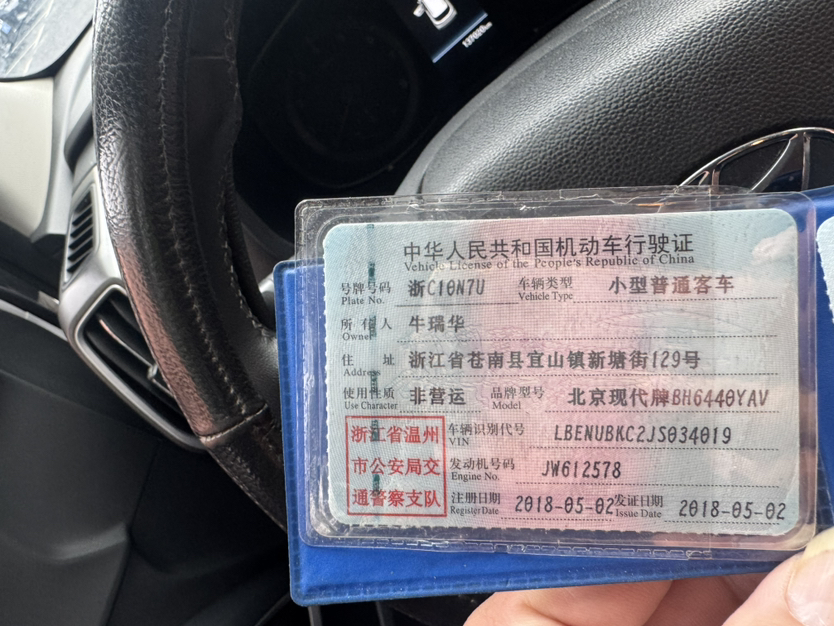 137026km
中华人民共和国机动车行驶证
Vehicle License of the People's Republic of China
号牌号码 浙C10N7U 车辆类型 小型普通客车
Plate No. Vehicle Type
所有人 牛瑞华
Owner
住址 浙江省苍南县宜山镇新塘街129号
Address
使用性质 非营运 品牌型号 北京现代牌BH6440YAV
Use Character Model
浙江省温州
市公安局交
通警察支队
车辆识别代号 LBENUBKC2JS034019
VIN
发动机号码 JW612578
Engine No.
注册日期 2018-05-02 发证日期 2018-05-02
Register Date Issue Date